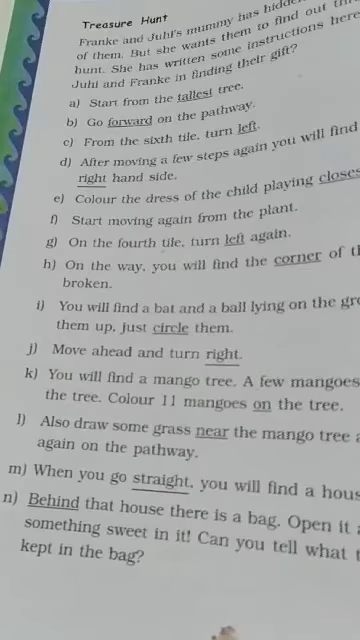 Treasure Hunt
Franke and Juhi's mummy has hidden
of them. But she wants them to find out
hunt. She has written some instructions here
Juhi and Franke in finding their gift?
a) Start from the tallest tree.
b) Go forward on the pathway.
c) From the sixth tile, turn left.
d) After moving a few steps again you will find
right hand side.
e) Colour the dress of the child playing closes
f) Start moving again from the plant.
g) On the fourth tile, turn left again.
h) On the way, you will find the corner of
broken.
i) You will find a bat and a ball lying on the
them up, just circle them.
j) Move ahead and turn right.
k) You will find a mango tree. A few mangoes
the tree. Colour 11 mangoes on the tree.
l) Also draw some grass near the mango tree
again on the pathway.
m) When you go straight, you will find a hous
n) Behind that house there is a bag. Open it
something sweet in it! Can you tell what
kept in the bag?